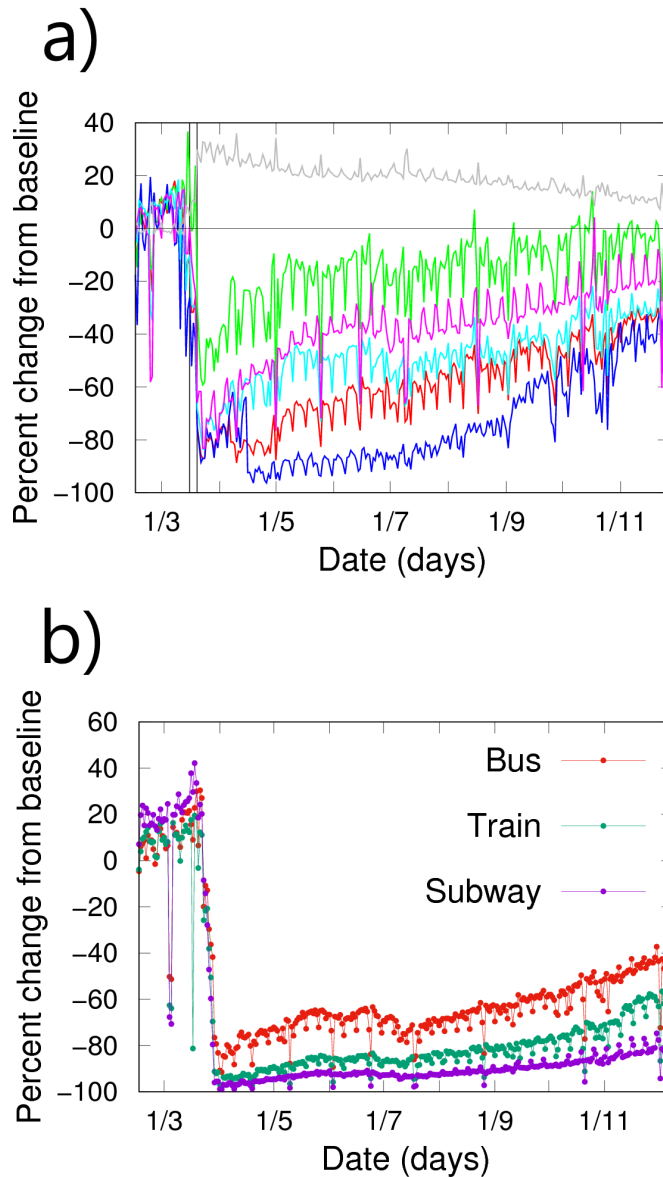 a)
Percent change from baseline
40
20
0
−20
−40
−60
−80
−100
1/3 1/5 1/7 1/9 1/11
Date (days)
b)
Percent change from baseline
60
40
20
0
−20
−40
−60
−80
−100
Bus
Train
Subway
1/3 1/5 1/7 1/9 1/11
Date (days)